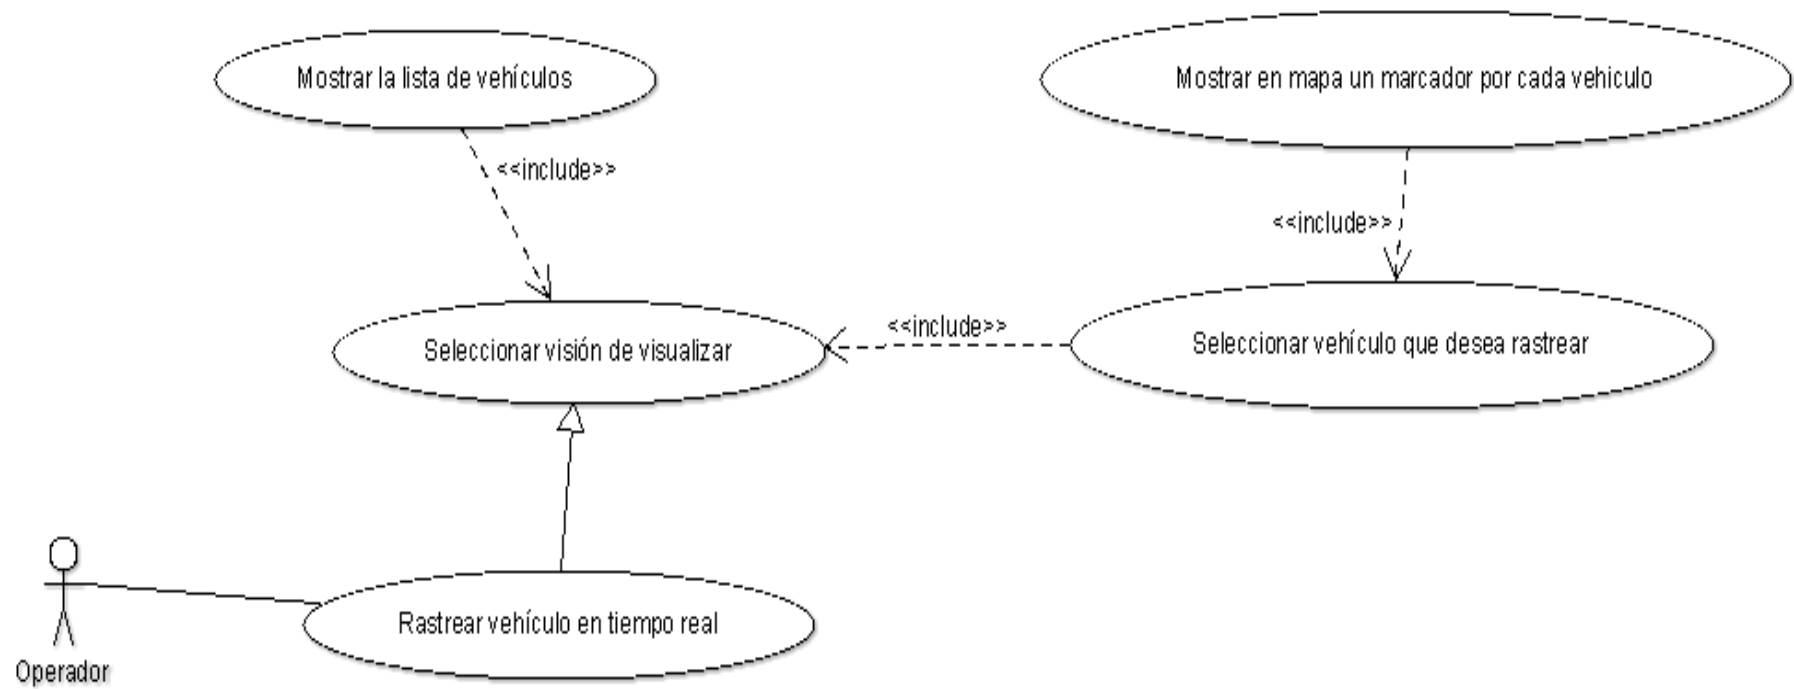 Mostrar la lista de vehículos
Mostrar en mapa un marcador por cada vehiculo
<<include>>
<<include>>
<<include>>
Seleccionar visión de visualizar
Seleccionar vehículo que desea rastrear
Rastrear vehículo en tiempo real
Operador